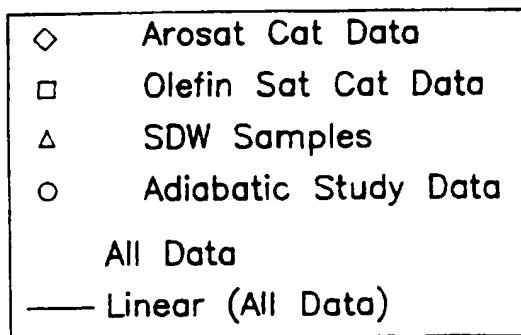 Arosat Cat Data
Olefin Sat Cat Data
SDW Samples
Adiabatic Study Data
All Data
Linear (All Data)